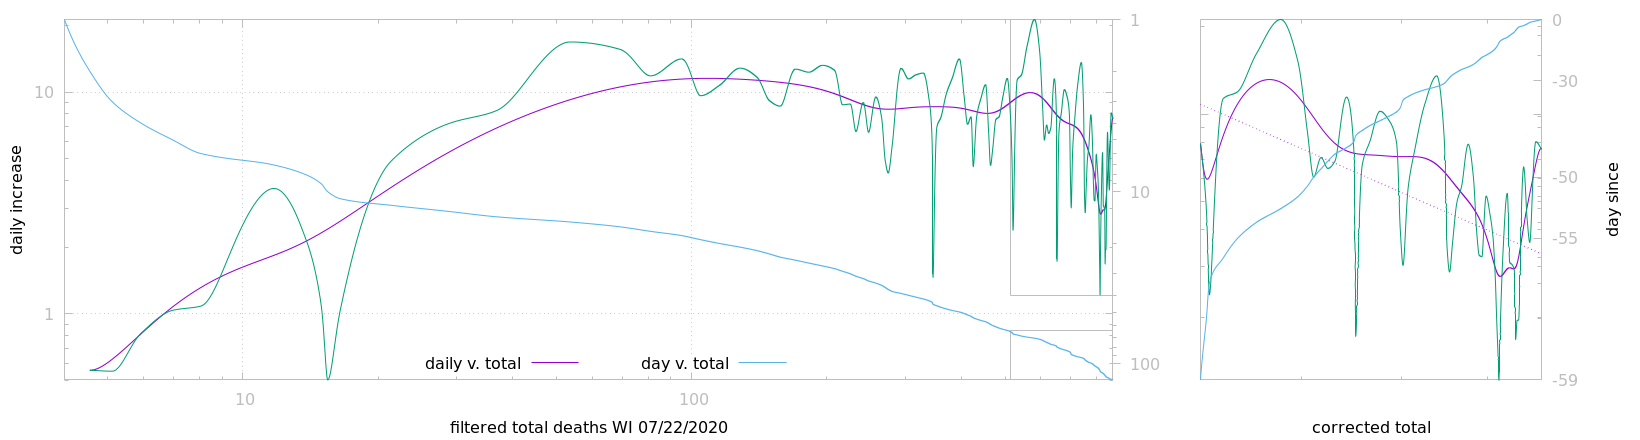 daily increase
10
1
daily v. total
day v. total
10
100
filtered total deaths WI 07/22/2020
1
10
100
0
-30
-50
-55
-59
day since
corrected total